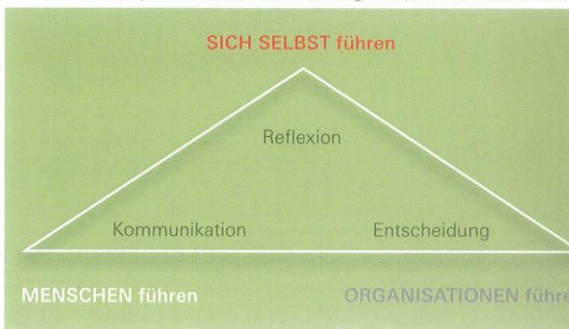 SICH SELBST führen
Reflexion
Kommunikation Entscheidung
MENSCHEN führen ORGANISATIONEN führe